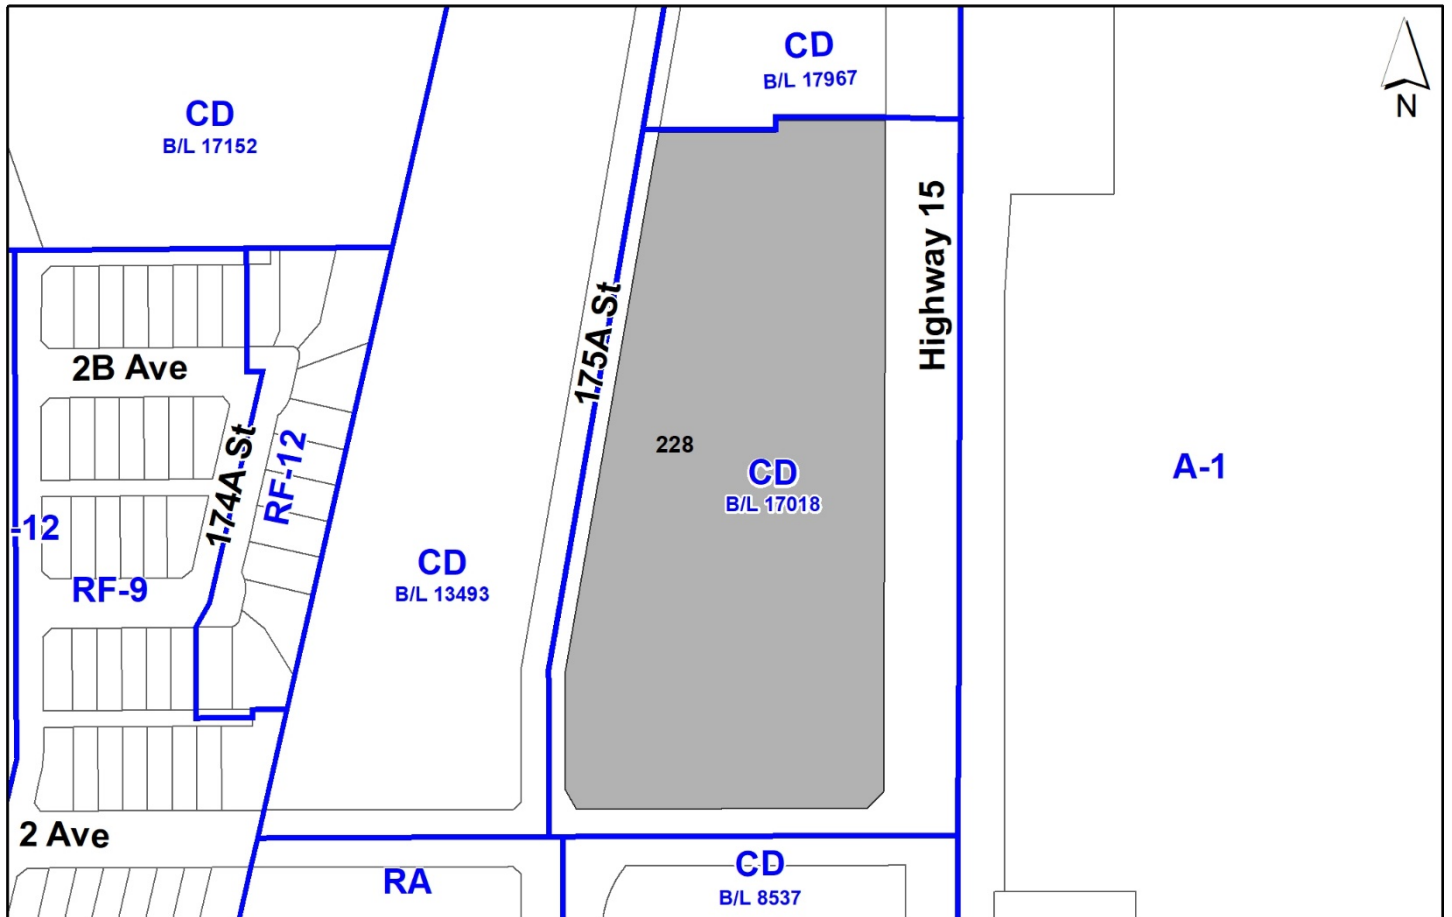 CD
B/L 17967
N
CD
B/L 17152
Highway 15
175A St
2B Ave
174A St
RF-12
228
CD
B/L 17018
A-1
-12
RF-9
CD
B/L 13493
2 Ave
RA
CD
B/L 8537